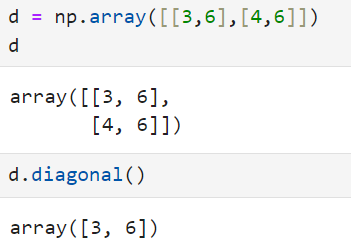 d = np.array([[3,6],[4,6]])
d
array([[3, 6],
       [4, 6]])
d.diagonal()
array([3, 6])